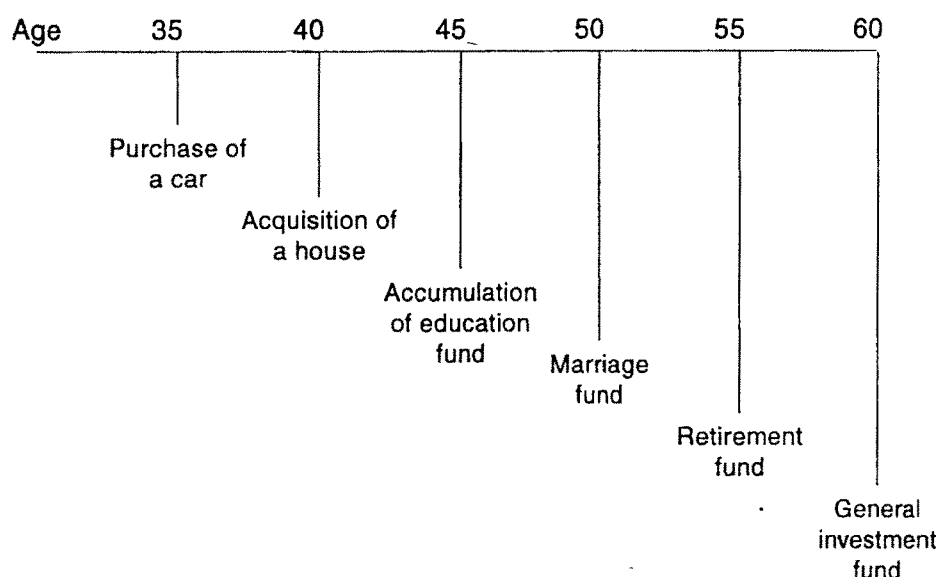 Age 35 40 45 50 55 60
Purchase of
a car
Acquisition of
a house
Accumulation
of education
fund
Marriage
fund
Retirement
fund
General
investment
fund